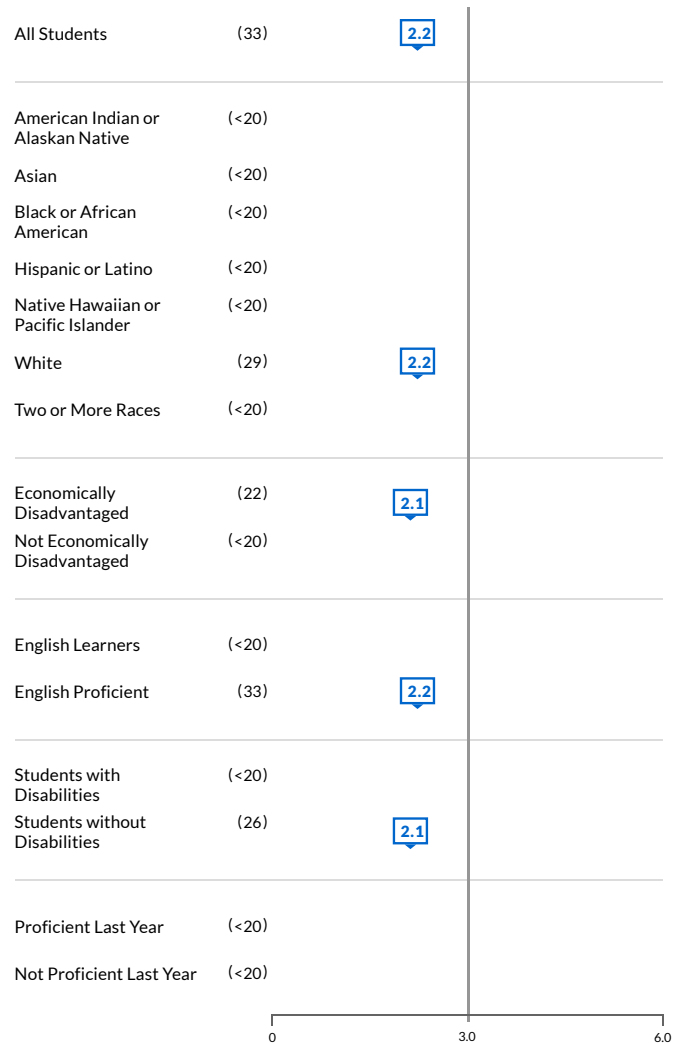 All Students (33) 2.2
American Indian or (<20)
Alaskan Native
Asian (<20)
Black or African (<20)
American
Hispanic or Latino (<20)
Native Hawaiian or (<20)
Pacific Islander
White (29) 2.2
Two or More Races (<20)
Economically (22) 2.1
Disadvantaged
Not Economically (<20)
Disadvantaged
English Learners (<20)
English Proficient (33) 2.2
Students with (<20)
Disabilities
Students without (26) 2.1
Disabilities
Proficient Last Year (<20)
Not Proficient Last Year (<20)
0 3.0 6.0